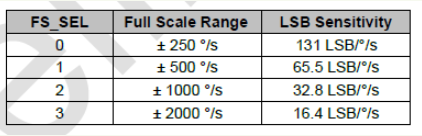 FS_SEL Full Scale Range LSB Sensitivity
0 ± 250 °/s 131 LSB/°/s
1 ± 500 °/s 65.5 LSB/°/s
2 ± 1000 °/s 32.8 LSB/°/s
3 ± 2000 °/s 16.4 LSB/°/s